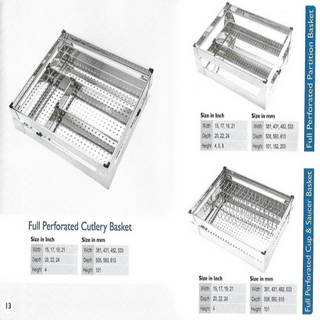 Full Perforated Cutlery Basket
Size in Inch Size in mm
Width 15, 17, 19, 21 Width 381, 431, 482, 533
Depth 20, 22, 24 Depth 508, 560, 610
Height 4 Height 101
13
Full Perforated Partition Basket
Size in Inch Size in mm
Width 15, 17, 19, 21 Width 381, 431, 482, 533
Depth 20, 22, 24 Depth 508, 560, 610
Height 4, 6, 8 Height 101, 152, 203
Full Perforated Cup & Saucer Basket
Size in Inch Size in mm
Width 15, 17, 19, 21 Width 381, 431, 482, 533
Depth 20, 22, 24 Depth 508, 560, 610
Height 4 Height 101